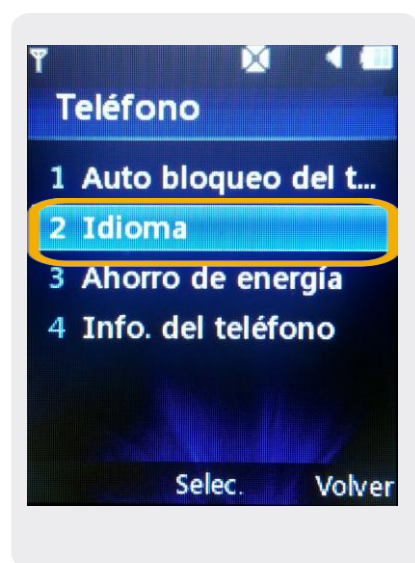 Teléfono
1 Auto bloqueo del t...
2 Idioma
3 Ahorro de energía
4 Info. del teléfono
Selec. Volver